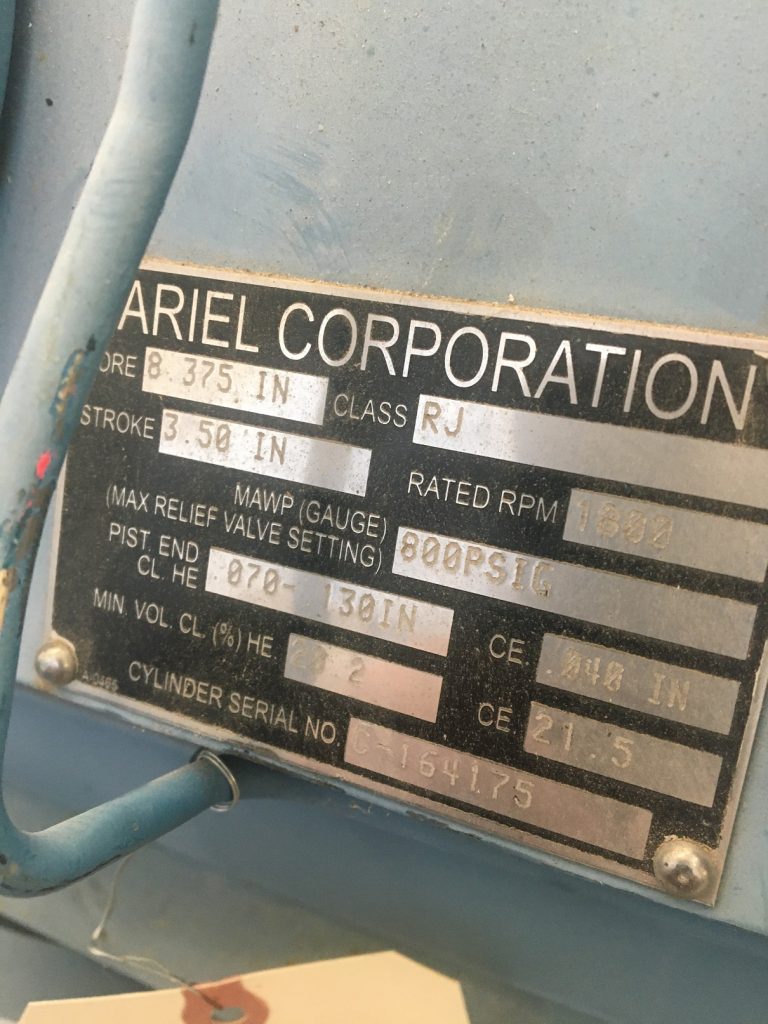 ARIEL CORPORATION
ORE 8.375 IN CLASS RJ
STROKE 3.50 IN RATED RPM 1800
MAWP (GAUGE)
(MAX RELIEF VALVE SETTING) 800PSIG
PIST. END
CL. HE .070-.130IN CE .040 IN
MIN. VOL. CL. (%) HE CE 21.5
CYLINDER SERIAL NO. C-164175